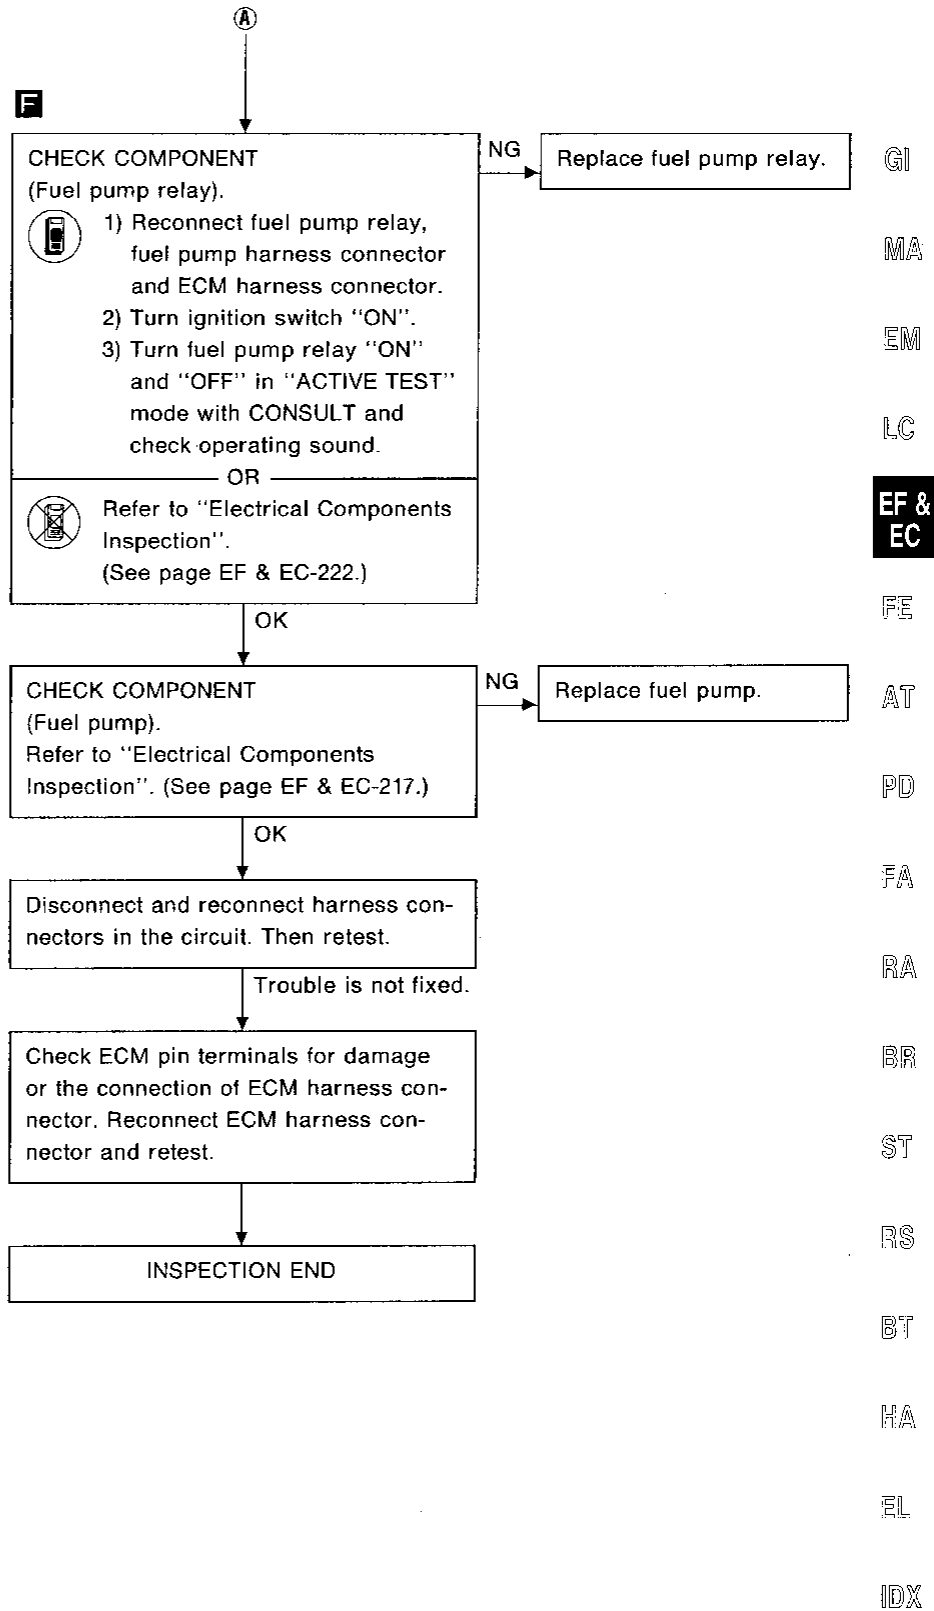 A
F
CHECK COMPONENT
(Fuel pump relay).
1) Reconnect fuel pump relay,
fuel pump harness connector
and ECM harness connector.
2) Turn ignition switch "ON".
3) Turn fuel pump relay "ON"
and "OFF" in "ACTIVE TEST"
mode with CONSULT and
check operating sound.
OR
Refer to "Electrical Components
Inspection".
(See page EF & EC-222.)
NG
Replace fuel pump relay.
OK
CHECK COMPONENT
(Fuel pump).
Refer to "Electrical Components
Inspection". (See page EF & EC-217.)
NG
Replace fuel pump.
OK
Disconnect and reconnect harness con-
nectors in the circuit. Then retest.
Trouble is not fixed.
Check ECM pin terminals for damage
or the connection of ECM harness con-
nector. Reconnect ECM harness con-
nector and retest.
INSPECTION END
GI
MA
EM
LC
EF &
EC
FE
AT
PD
FA
RA
BR
ST
RS
BT
HA
EL
IDX